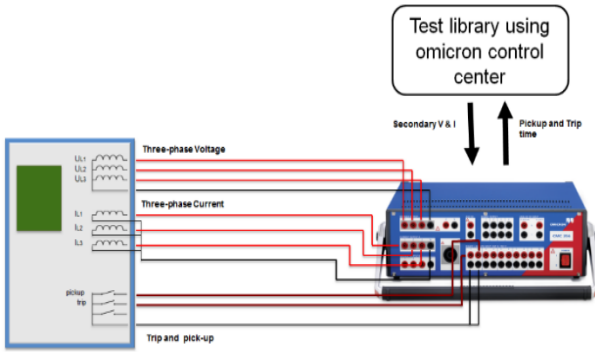 Test library using
omicron control
center
Secondary V & I
Pickup and Trip
time
Three-phase Voltage
UL1
UL2
UL3
Three-phase Current
IL1
IL2
IL3
pickup
trip
Trip and pick-up